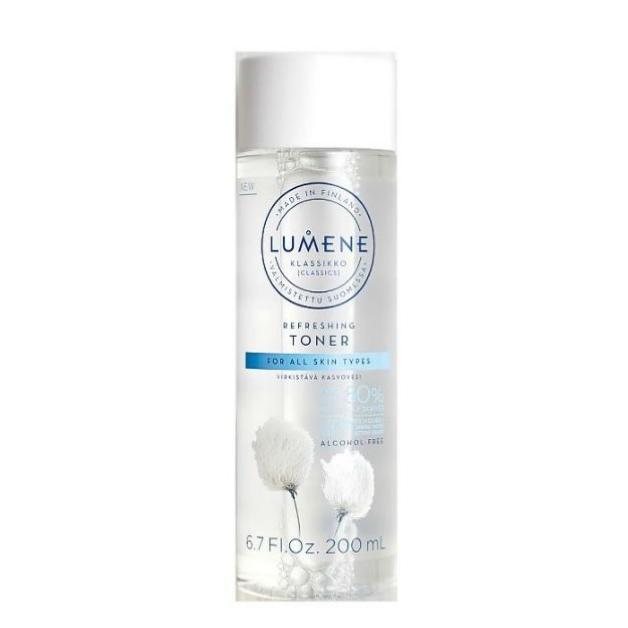 NEW
• MADE IN FINLAND •
LUMENE
KLASSIKKO
[CLASSICS]
VALMISTETTU SUOMESSA
REFRESHING
TONER
FOR ALL SKIN TYPES
VIRKISTÄVÄ KASVOVESI
80%
ALCOHOL-FREE
6.7 Fl.Oz. 200 mL